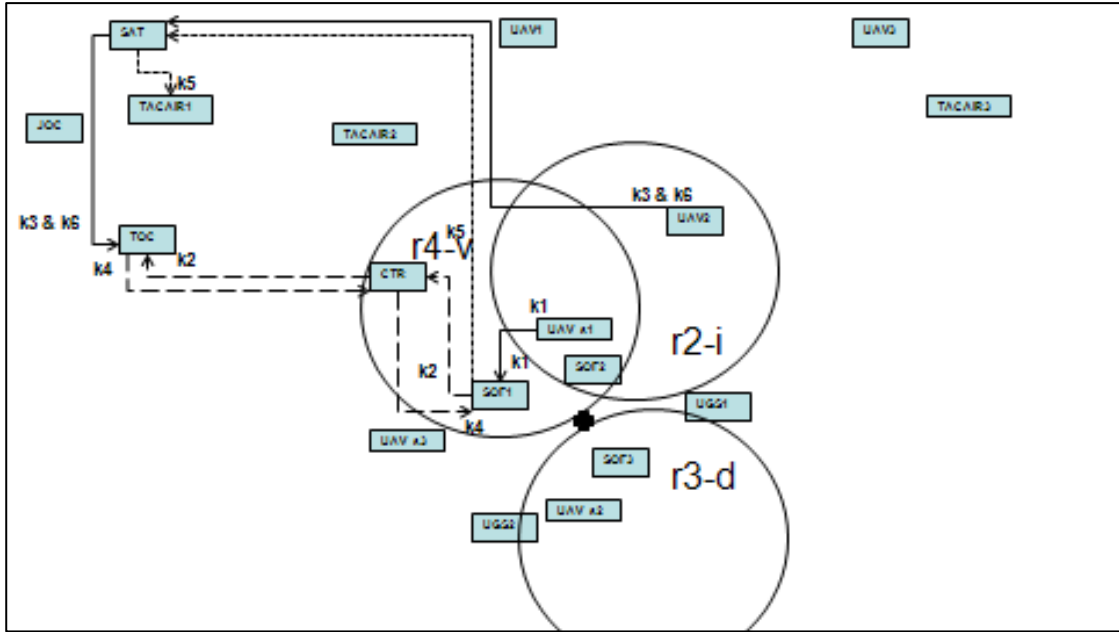 SAT
UAV1
UAV3
k5
TACAIR1
TACAIR3
JOC
TACAIR2
k3 & k6
UAV2
k3 & k6
TOC
k5
r4-v
k4
k2
CTR
k1
UAV a1
r2-i
k1
SOF2
k2
SOF1
UGS1
k4
UAV a3
SOF3
r3-d
UAV a2
UGS2